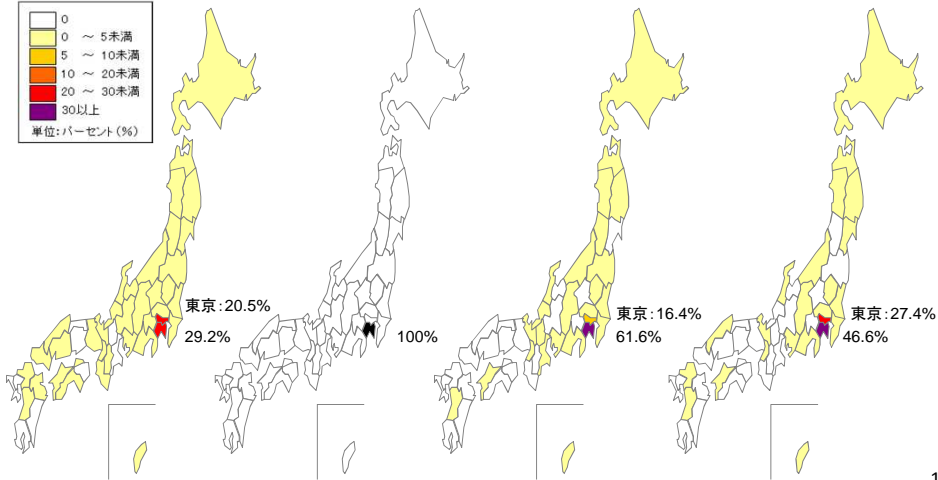 0
0 ～ 5未満
5 ～ 10未満
10 ～ 20未満
20 ～ 30未満
30以上
単位:パーセント(%)
東京:20.5%
29.2%
100%
東京:16.4%
61.6%
東京:27.4%
46.6%
1